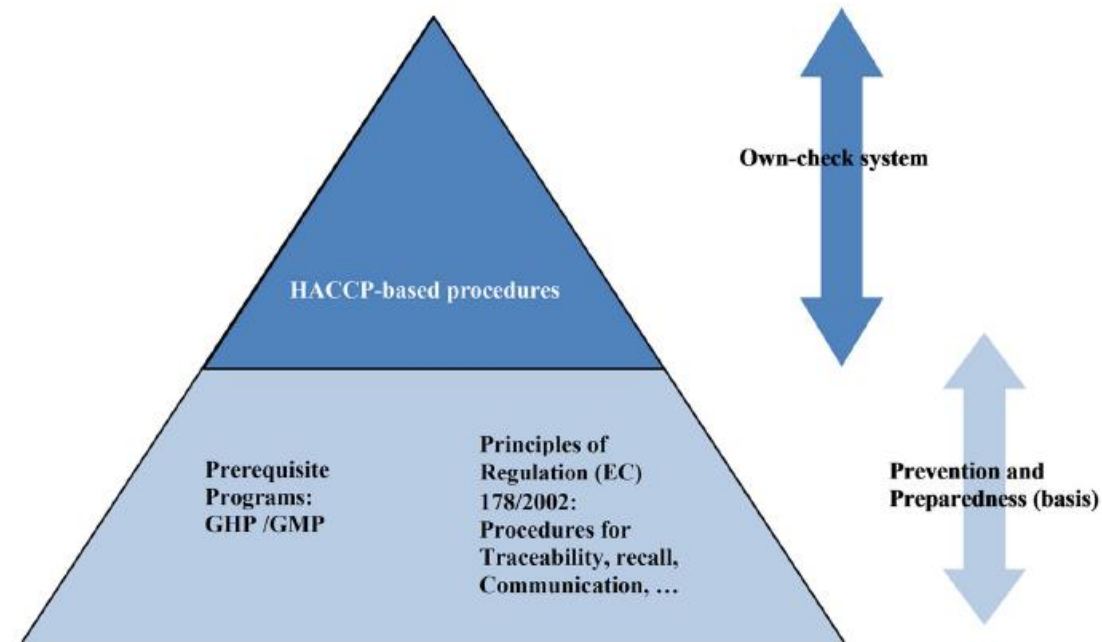 Own-check system
HACCP-based procedures
Prerequisite
Programs:
GHP /GMP
Principles of
Regulation (EC)
178/2002:
Procedures for
Traceability, recall,
Communication, …
Prevention and
Preparedness (basis)